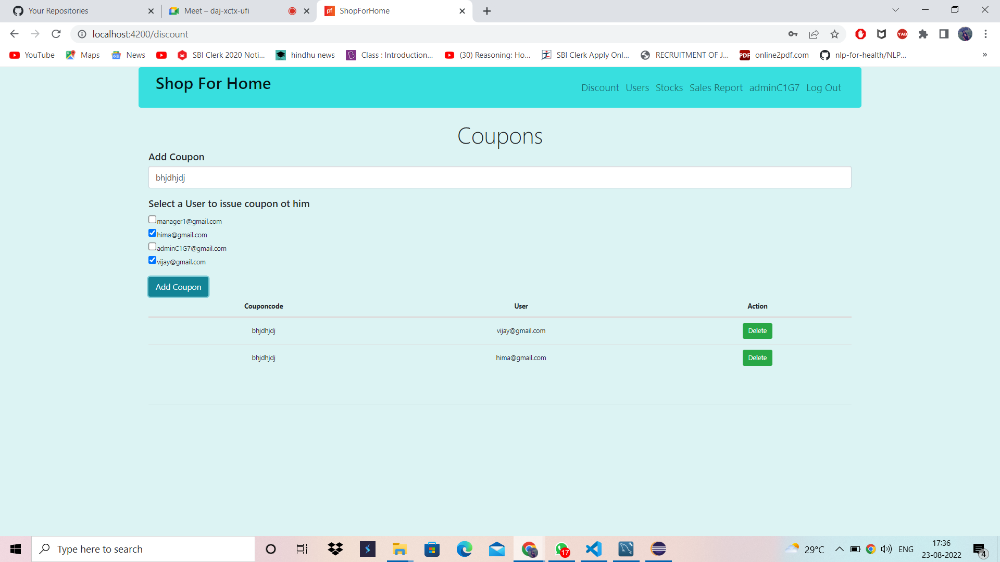 Your Repositories
Meet – daj-xctx-ufi
ShopForHome
localhost:4200/discount
YouTube
Maps
News
SBI Clerk 2020 Noti...
hindhu news
Class : Introduction...
(30) Reasoning: Ho...
SBI Clerk Apply Onl...
RECRUITMENT OF J...
PDF
online2pdf.com
nlp-for-health/NLP...
»
pf
YAB
Shop For Home
Discount Users Stocks Sales Report adminC1G7 Log Out
Coupons
Add Coupon
bhjdhjdj
Select a User to issue coupon ot him
manager1@gmail.com
hima@gmail.com
adminC1G7@gmail.com
vijay@gmail.com
Add Coupon
Couponcode User Action
bhjdhjdj vijay@gmail.com Delete
bhjdhjdj hima@gmail.com Delete
Type here to search
17
29°C
ENG
17:36
23-08-2022
4